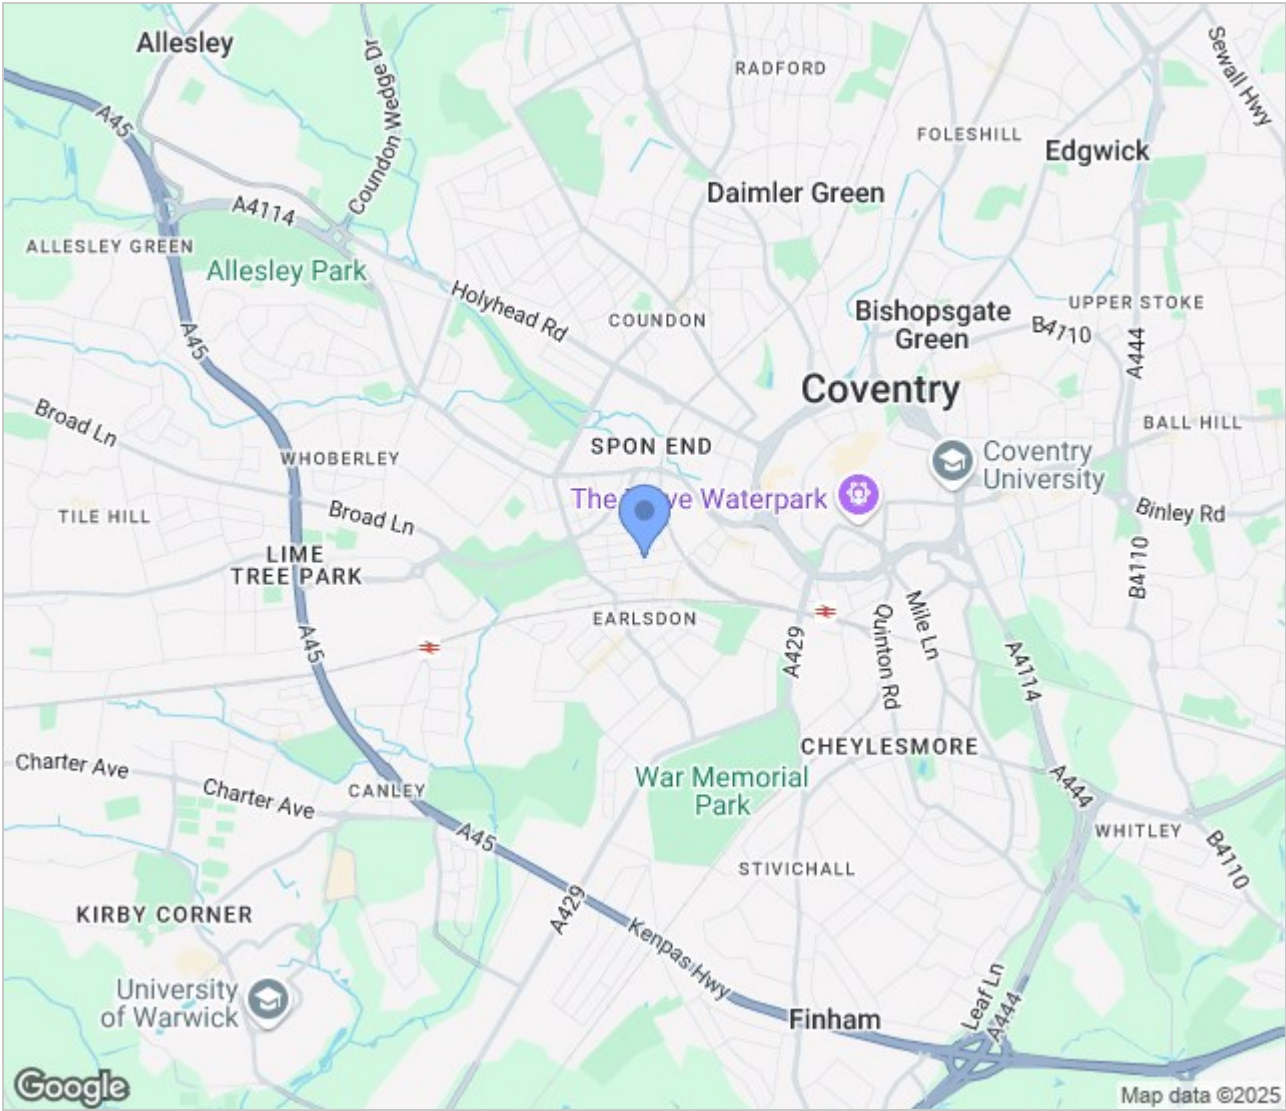 Allesley
Coundon Wedge Dr
RADFORD
Sewall Hwy
A45
FOLESHILL
Edgwick
Daimler Green
A4114
ALLESLEY GREEN
Allesley Park
Holyhead Rd
COUNDON
Bishopsgate
Green
UPPER STOKE
B4110
A444
A45
Coventry
Broad Ln
BALL HILL
SPON END
WHOBERLEY
Coventry
University
The Wave Waterpark
Broad Ln
TILE HILL
Binley Rd
LIME
TREE PARK
B4110
EARLSDON
Mile Ln
Quinton Rd
A429
A45
A4114
CHEYLESMORE
Charter Ave
Charter Ave
CANLEY
War Memorial
Park
A444
WHITLEY
B4110
A45
STIVICHALL
A429
KIRBY CORNER
Kenpas Hwy
University
of Warwick
Finham
Leaf Ln
A444
Google
Map data ©2025